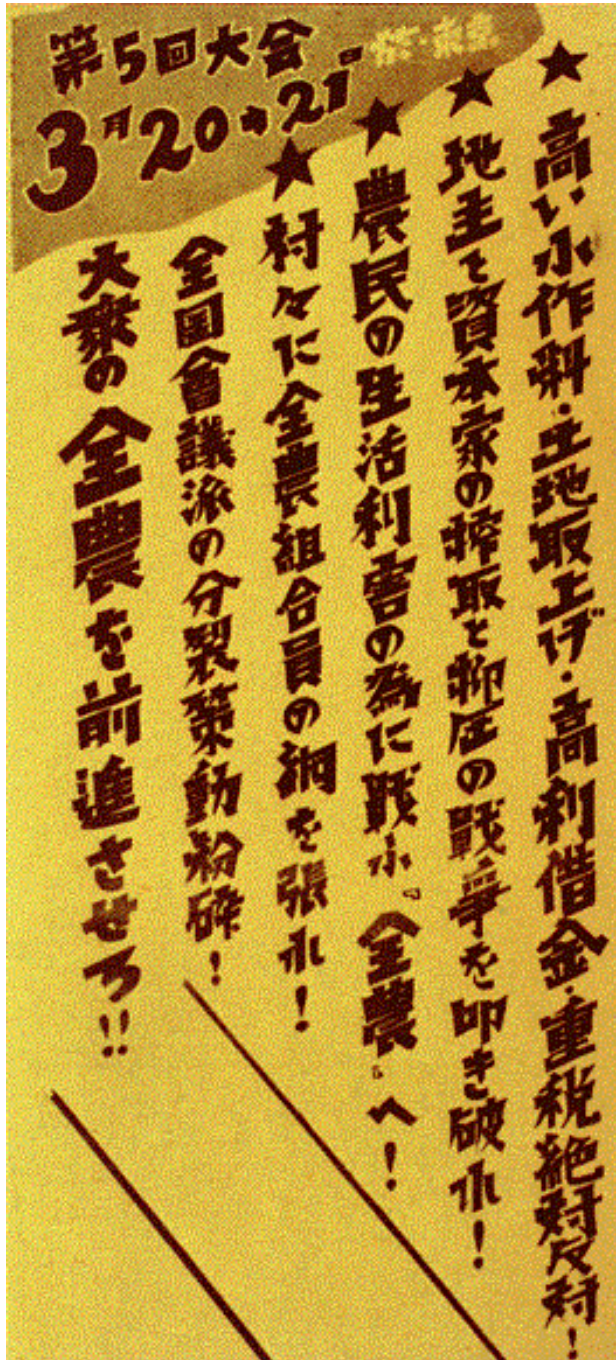 第5回大会
3月20・21日
於・東京
★高い小作料・土地取上げ・高利借金・重税絶対反対！
★地主と資本家の搾取と抑圧の戦争を叩き破れ！
★農民の生活利害の為に戦ふ『全農』へ！
★村々に全農組合員の網を張れ！
全国會議派の分裂策動粉砕！
大衆の全農を前進させろ!!